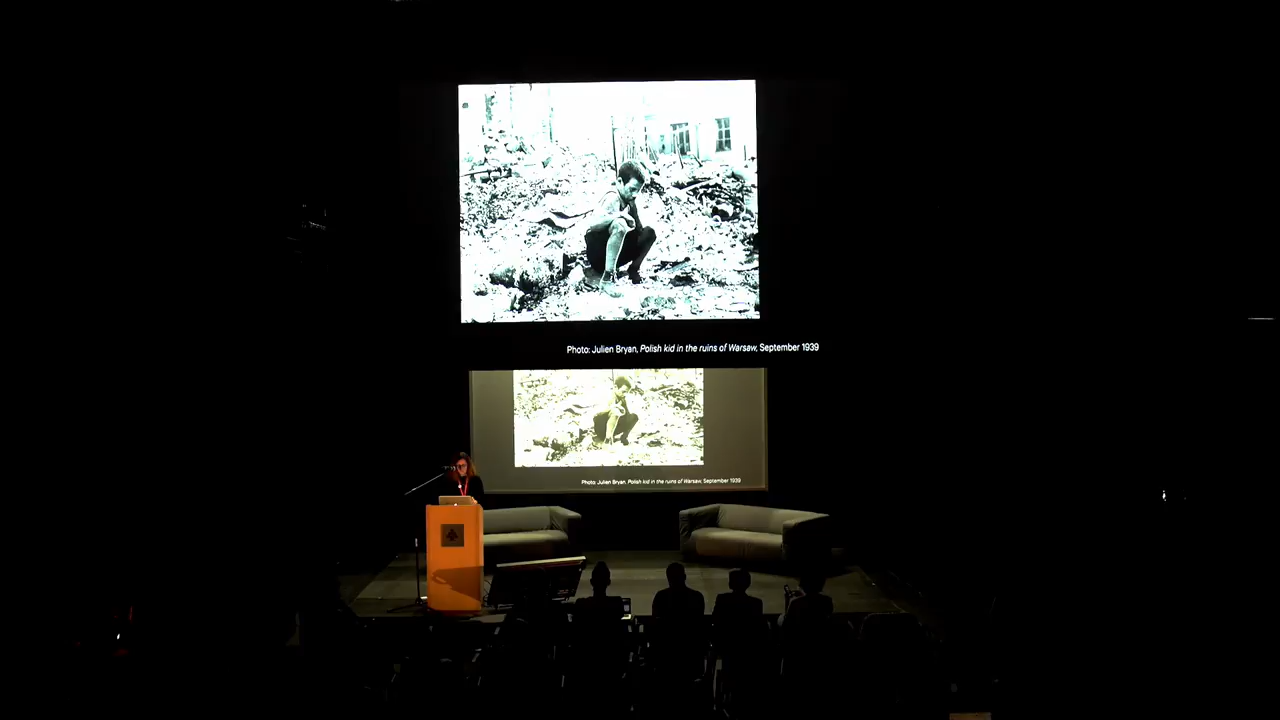 Photo: Julien Bryan, Polish kid in the ruins of Warsaw, September 1939
Photo: Julien Bryan, Polish kid in the ruins of Warsaw, September 1939